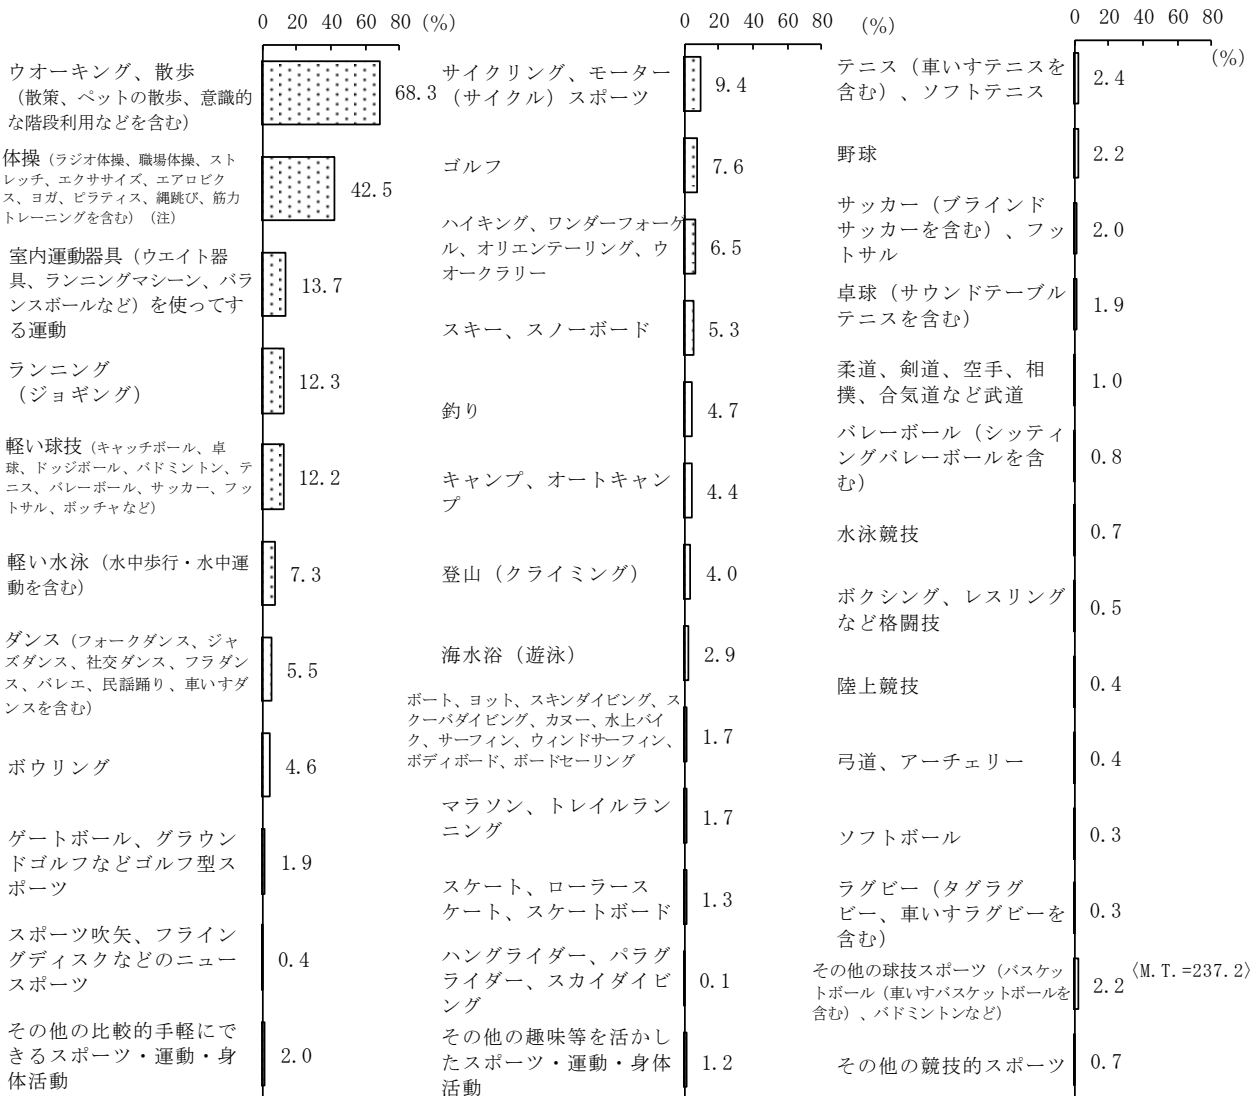 0 20 40 60 80 (%)
ウオーキング、散歩
（散策、ペットの散歩、意識的
な階段利用などを含む）
68.3
体操（ラジオ体操、職場体操、スト
レッチ、エクササイズ、エアロビク
ス、ヨガ、ピラティス、縄跳び、筋力
トレーニングを含む）（注）
42.5
室内運動器具（ウエイト器
具、ランニングマシーン、バラ
ンスボールなど）を使ってす
る運動
13.7
ランニング
（ジョギング）
12.3
軽い球技（キャッチボール、卓
球、ドッジボール、バドミントン、テ
ニス、バレーボール、サッカー、フッ
トサル、ボッチャなど）
12.2
軽い水泳（水中歩行・水中運
動を含む）
7.3
ダンス（フォークダンス、ジャ
ズダンス、社交ダンス、フラダン
ス、バレエ、民謡踊り、車いすダ
ンスを含む）
5.5
ボウリング
4.6
ゲートボール、グラウン
ドゴルフなどゴルフ型ス
ポーツ
1.9
スポーツ吹矢、フライン
グディスクなどのニュー
スポーツ
0.4
その他の比較的手軽にで
きるスポーツ・運動・身
体活動
2.0
0 20 40 60 80 (%)
サイクリング、モーター
（サイクル）スポーツ
9.4
ゴルフ
7.6
ハイキング、ワンダーフォーゲ
ル、オリエンテーリング、ウ
オークラリー
6.5
スキー、スノーボード
5.3
釣り
4.7
キャンプ、オートキャン
プ
4.4
登山（クライミング）
4.0
海水浴（遊泳）
2.9
ボート、ヨット、スキンダイビング、ス
クーバダイビング、カヌー、水上バイ
ク、サーフィン、ウィンドサーフィン、
ボディボード、ボードセーリング
1.7
マラソン、トレイルラン
ニング
1.7
スケート、ローラース
ケート、スケートボード
1.3
ハングライダー、パラグ
ライダー、スカイダイビ
ング
0.1
その他の趣味等を活かし
たスポーツ・運動・身体
活動
1.2
0 20 40 60 80
(%)
テニス（車いすテニスを
含む）、ソフトテニス
2.4
野球
2.2
サッカー（ブラインド
サッカーを含む）、フッ
トサル
2.0
卓球（サウンドテーブル
テニスを含む）
1.9
柔道、剣道、空手、相
撲、合気道など武道
1.0
バレーボール（シッティ
ングバレーボールを含
む）
0.8
水泳競技
0.7
ボクシング、レスリング
など格闘技
0.5
陸上競技
0.4
弓道、アーチェリー
0.4
ソフトボール
0.3
ラグビー（タグラグ
ビー、車いすラグビーを
含む）
0.3
その他の球技スポーツ（バスケッ
トボール（車いすバスケットボールを
含む）、バドミントンなど）
2.2
〈M.T.=237.2〉
その他の競技的スポーツ
0.7